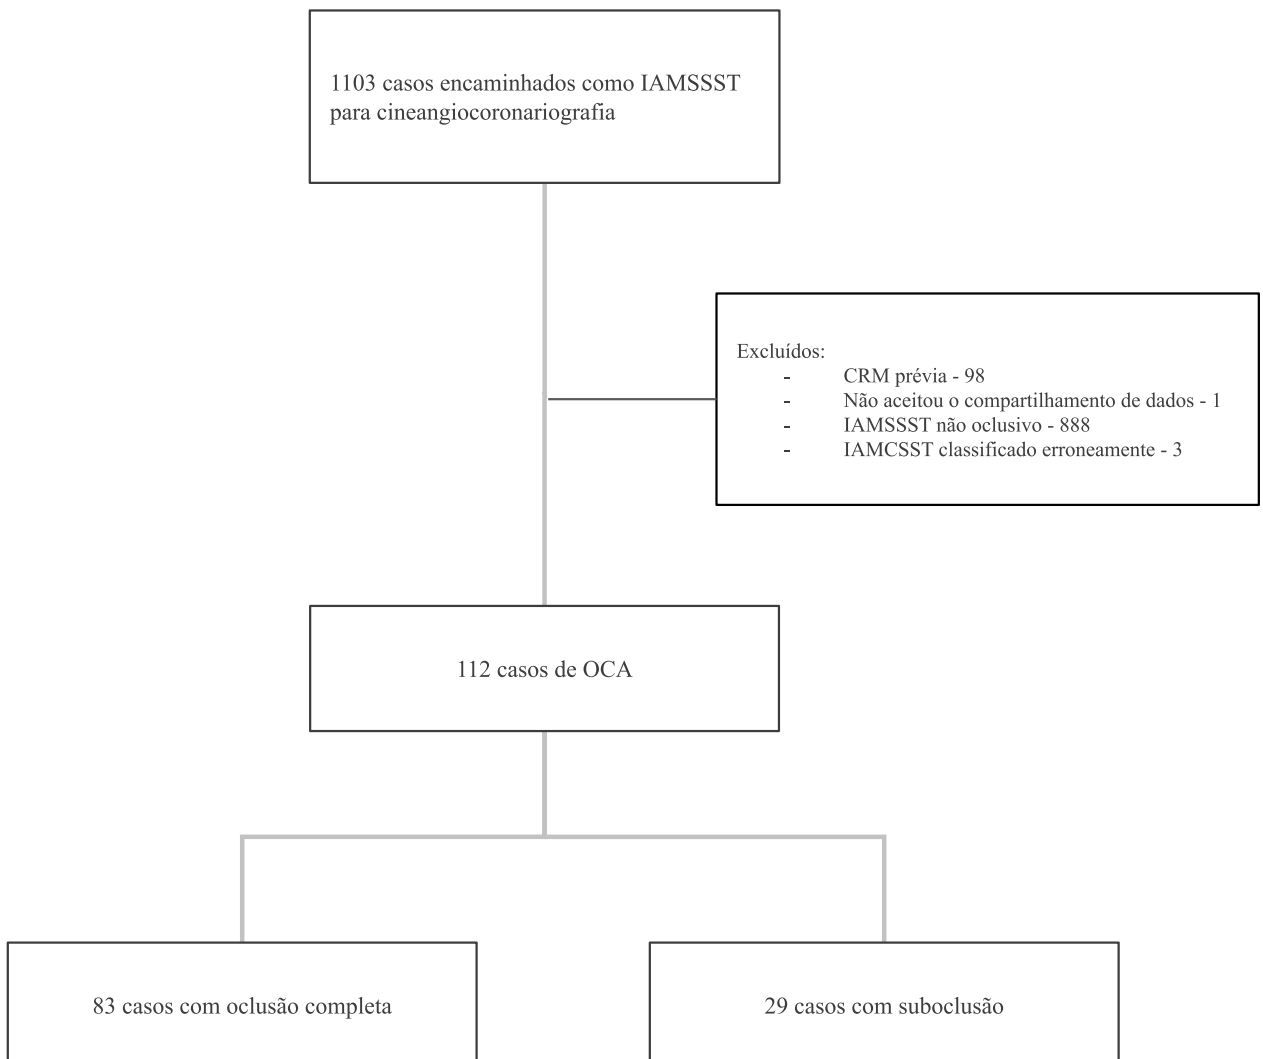 1103 casos encaminhados como IAMSSST
para cineangiocoronariografia
Excluídos:
- CRM prévia - 98
- Não aceitou o compartilhamento de dados - 1
- IAMSSST não oclusivo - 888
- IAMCSST classificado erroneamente - 3
112 casos de OCA
83 casos com oclusão completa
29 casos com suboclusão